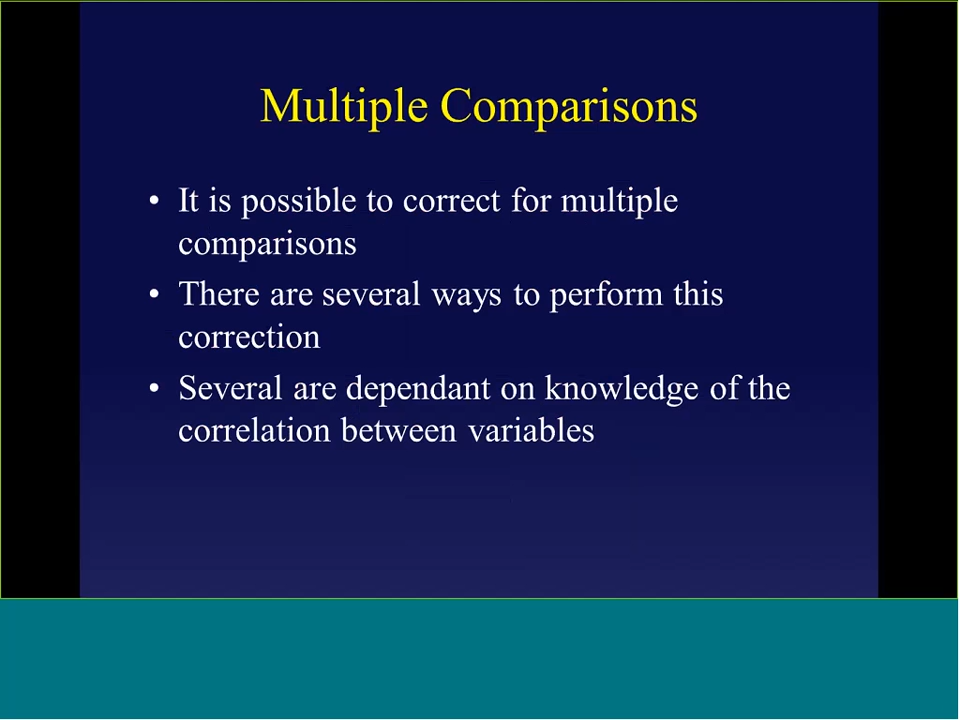 Multiple Comparisons
• It is possible to correct for multiple
comparisons
• There are several ways to perform this
correction
• Several are dependant on knowledge of the
correlation between variables